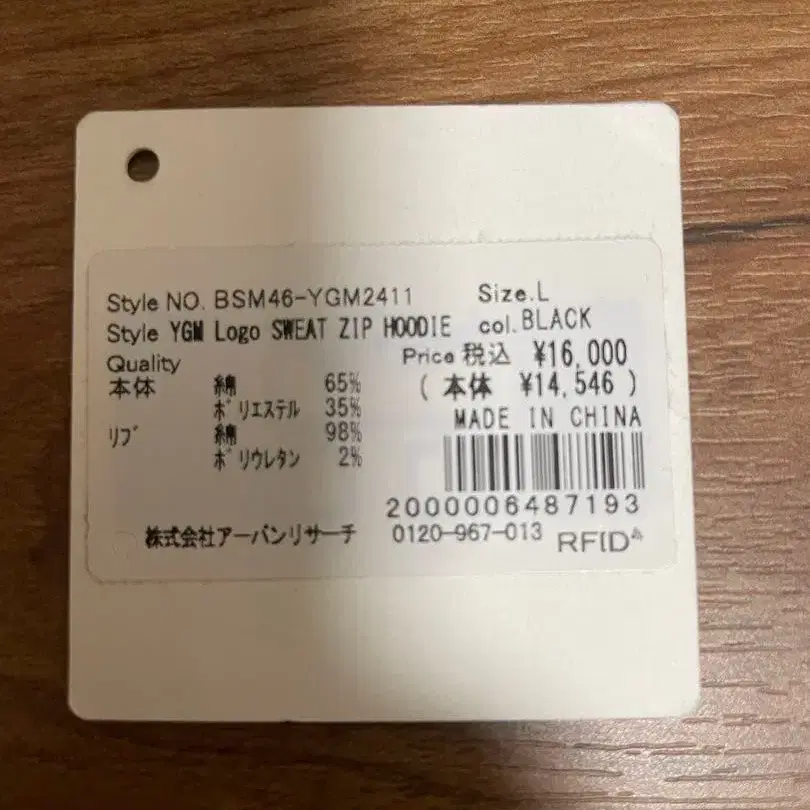 Style NO. BSM46-YGM2411 Size.L
Style YGM Logo SWEAT ZIP HOODIE col.BLACK
Quality Price 税込 ¥16,000
本体 綿 65% ( 本体 ¥14,546 )
ポリエステル 35% MADE IN CHINA
リブ 綿 98%
ポリウレタン 2%
2000006487193
株式会社アーバンリサーチ 0120-967-013 RFID